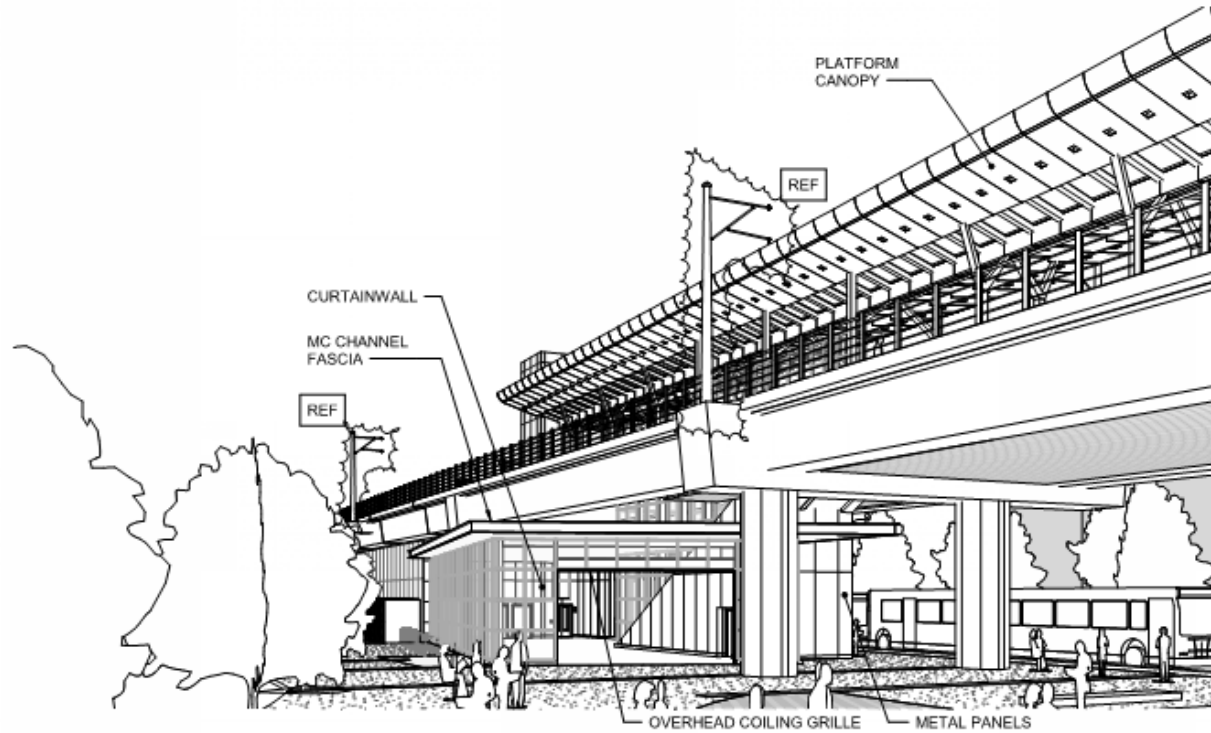 PLATFORM
CANOPY
REF
CURTAINWALL
MC CHANNEL
FASCIA
REF
OVERHEAD COILING GRILLE
METAL PANELS